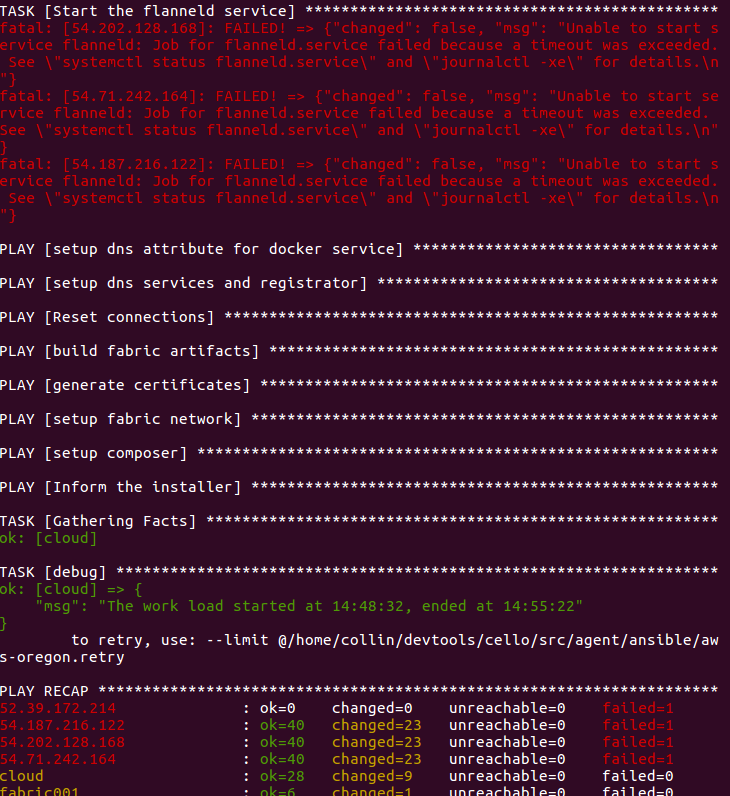 TASK [Start the flanneld service] **********************************************
fatal: [54.202.128.168]: FAILED! => {"changed": false, "msg": "Unable to start s
ervice flanneld: Job for flanneld.service failed because a timeout was exceeded.
 See \"systemctl status flanneld.service\" and \"journalctl -xe\" for details.\n
"}
fatal: [54.71.242.164]: FAILED! => {"changed": false, "msg": "Unable to start se
rvice flanneld: Job for flanneld.service failed because a timeout was exceeded. 
See \"systemctl status flanneld.service\" and \"journalctl -xe\" for details.\n"
}
fatal: [54.187.216.122]: FAILED! => {"changed": false, "msg": "Unable to start s
ervice flanneld: Job for flanneld.service failed because a timeout was exceeded.
 See \"systemctl status flanneld.service\" and \"journalctl -xe\" for details.\n
"}
PLAY [setup dns attribute for docker service] **********************************
PLAY [setup dns services and registrator] **************************************
PLAY [Reset connections] *******************************************************
PLAY [build fabric artifacts] **************************************************
PLAY [generate certificates] ***************************************************
PLAY [setup fabric network] ****************************************************
PLAY [setup composer] **********************************************************
PLAY [Inform the installer] ****************************************************
TASK [Gathering Facts] *********************************************************
ok: [cloud]
TASK [debug] *******************************************************************
ok: [cloud] => {
    "msg": "The work load started at 14:48:32, ended at 14:55:22"
}
        to retry, use: --limit @/home/collin/devtools/cello/src/agent/ansible/aw
s-oregon.retry
PLAY RECAP *********************************************************************
52.39.172.214              : ok=0    changed=0    unreachable=0    failed=1
54.187.216.122             : ok=40   changed=23   unreachable=0    failed=1
54.202.128.168             : ok=40   changed=23   unreachable=0    failed=1
54.71.242.164              : ok=40   changed=23   unreachable=0    failed=1
cloud                      : ok=28   changed=9    unreachable=0    failed=0
fabric001                  : ok=6    changed=1    unreachable=0    failed=0